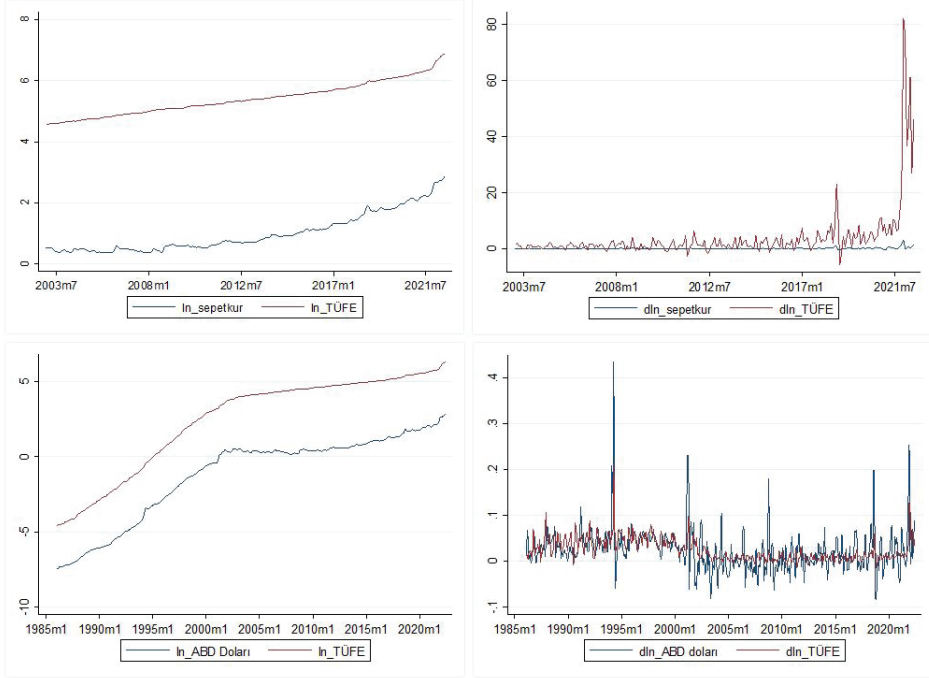 8
6
4
2
0
2003m7 2008m1 2012m7 2017m1 2021m7
ln_sepetkur ln_TÜFE
80
60
40
20
0
2003m7 2008m1 2012m7 2017m1 2021m7
dln_sepetkur dln_TÜFE
5
0
-5
-10
1985m1 1990m1 1995m1 2000m1 2005m1 2010m1 2015m1 2020m1
ln_ABD Doları ln_TÜFE
.4
.3
.2
.1
0
-.1
1985m1 1990m1 1995m1 2000m1 2005m1 2010m1 2015m1 2020m1
dln_ABD doları dln_TÜFE